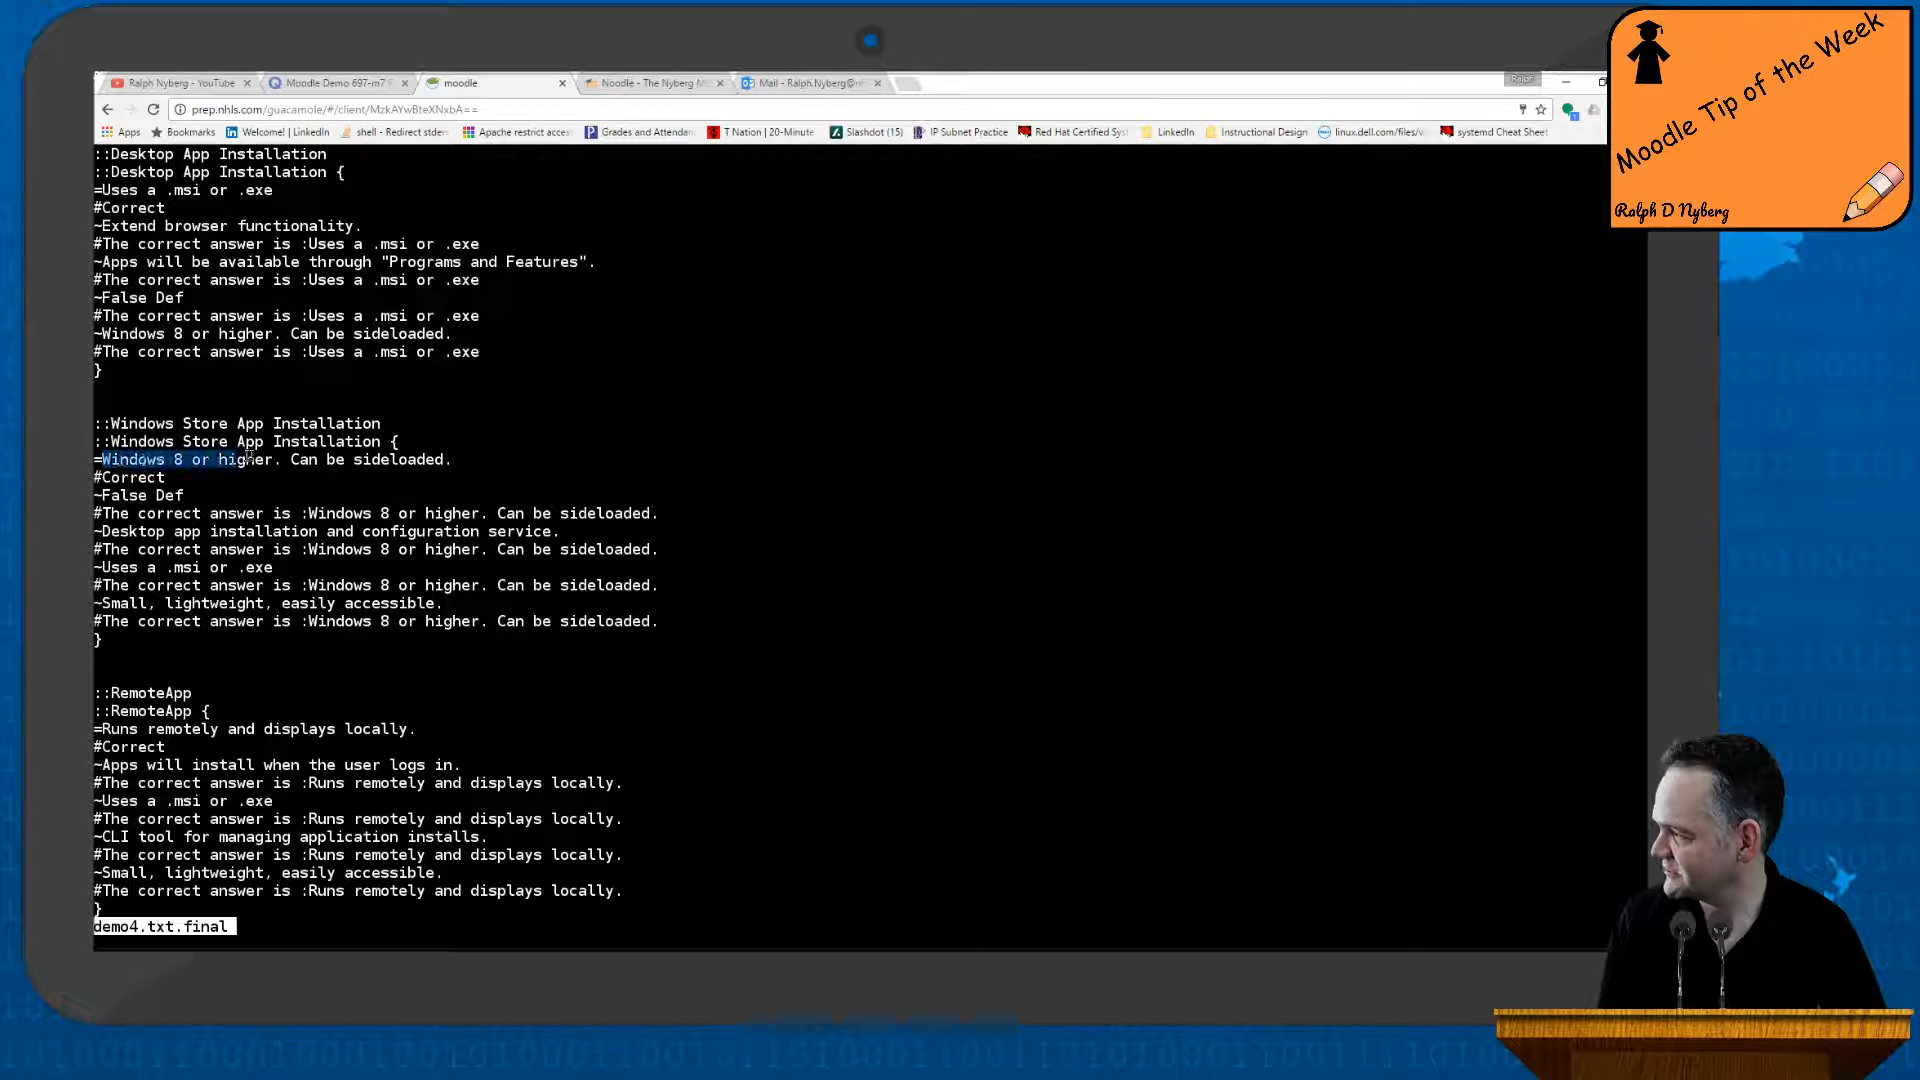 Moodle Tip of the Week
Ralph D Nyberg
Ralph Nyberg - YouTube
Moodle Demo 697-m7
moodle
Noodle - The Nyberg
Mail - Ralph.Nyberg@
Ralph
prep.nhls.com/guacamole/#/client/MzkAYwBteXNxbA==
Apps
Bookmarks
Welcome! | LinkedIn
shell - Redirect stderr
Apache restrict acces
Grades and Attendan
T Nation | 20-Minute
Slashdot (15)
IP Subnet Practice
Red Hat Certified Sys
LinkedIn
Instructional Design
linux.dell.com/files/
systemd Cheat Sheet
::Desktop App Installation
::Desktop App Installation {
=Uses a .msi or .exe
#Correct
~Extend browser functionality.
#The correct answer is :Uses a .msi or .exe
~Apps will be available through "Programs and Features".
#The correct answer is :Uses a .msi or .exe
~False Def
#The correct answer is :Uses a .msi or .exe
~Windows 8 or higher. Can be sideloaded.
#The correct answer is :Uses a .msi or .exe
}
::Windows Store App Installation
::Windows Store App Installation {
=Windows 8 or higher. Can be sideloaded.
#Correct
~False Def
#The correct answer is :Windows 8 or higher. Can be sideloaded.
~Desktop app installation and configuration service.
#The correct answer is :Windows 8 or higher. Can be sideloaded.
~Uses a .msi or .exe
#The correct answer is :Windows 8 or higher. Can be sideloaded.
~Small, lightweight, easily accessible.
#The correct answer is :Windows 8 or higher. Can be sideloaded.
}
::RemoteApp
::RemoteApp {
=Runs remotely and displays locally.
#Correct
~Apps will install when the user logs in.
#The correct answer is :Runs remotely and displays locally.
~Uses a .msi or .exe
#The correct answer is :Runs remotely and displays locally.
~CLI tool for managing application installs.
#The correct answer is :Runs remotely and displays locally.
~Small, lightweight, easily accessible.
#The correct answer is :Runs remotely and displays locally.
}
demo4.txt.final